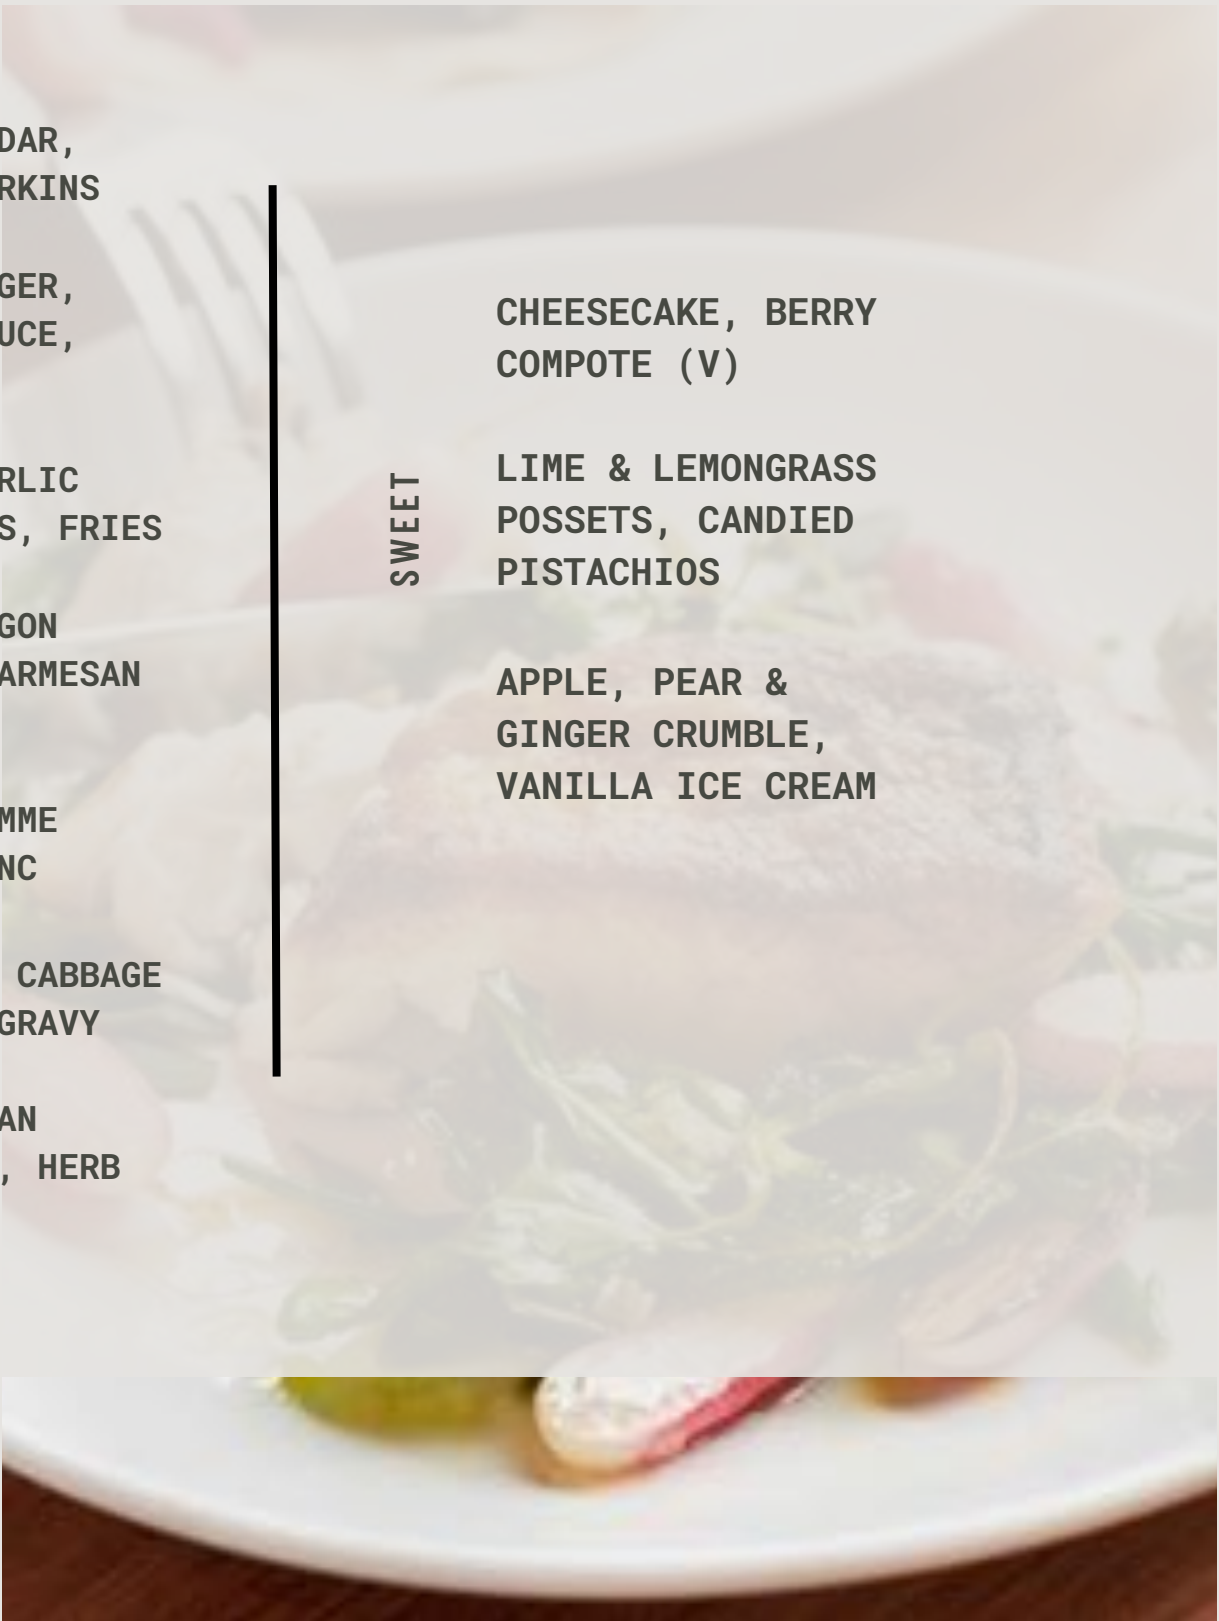 DAR,
RKINS
GER,
UCE,
RLIC
S, FRIES
GON
ARMESAN
MME
NC
CABBAGE
GRAVY
AN
, HERB
SWEET
CHEESECAKE, BERRY
COMPOTE (V)
LIME & LEMONGRASS
POSSETS, CANDIED
PISTACHIOS
APPLE, PEAR &
GINGER CRUMBLE,
VANILLA ICE CREAM